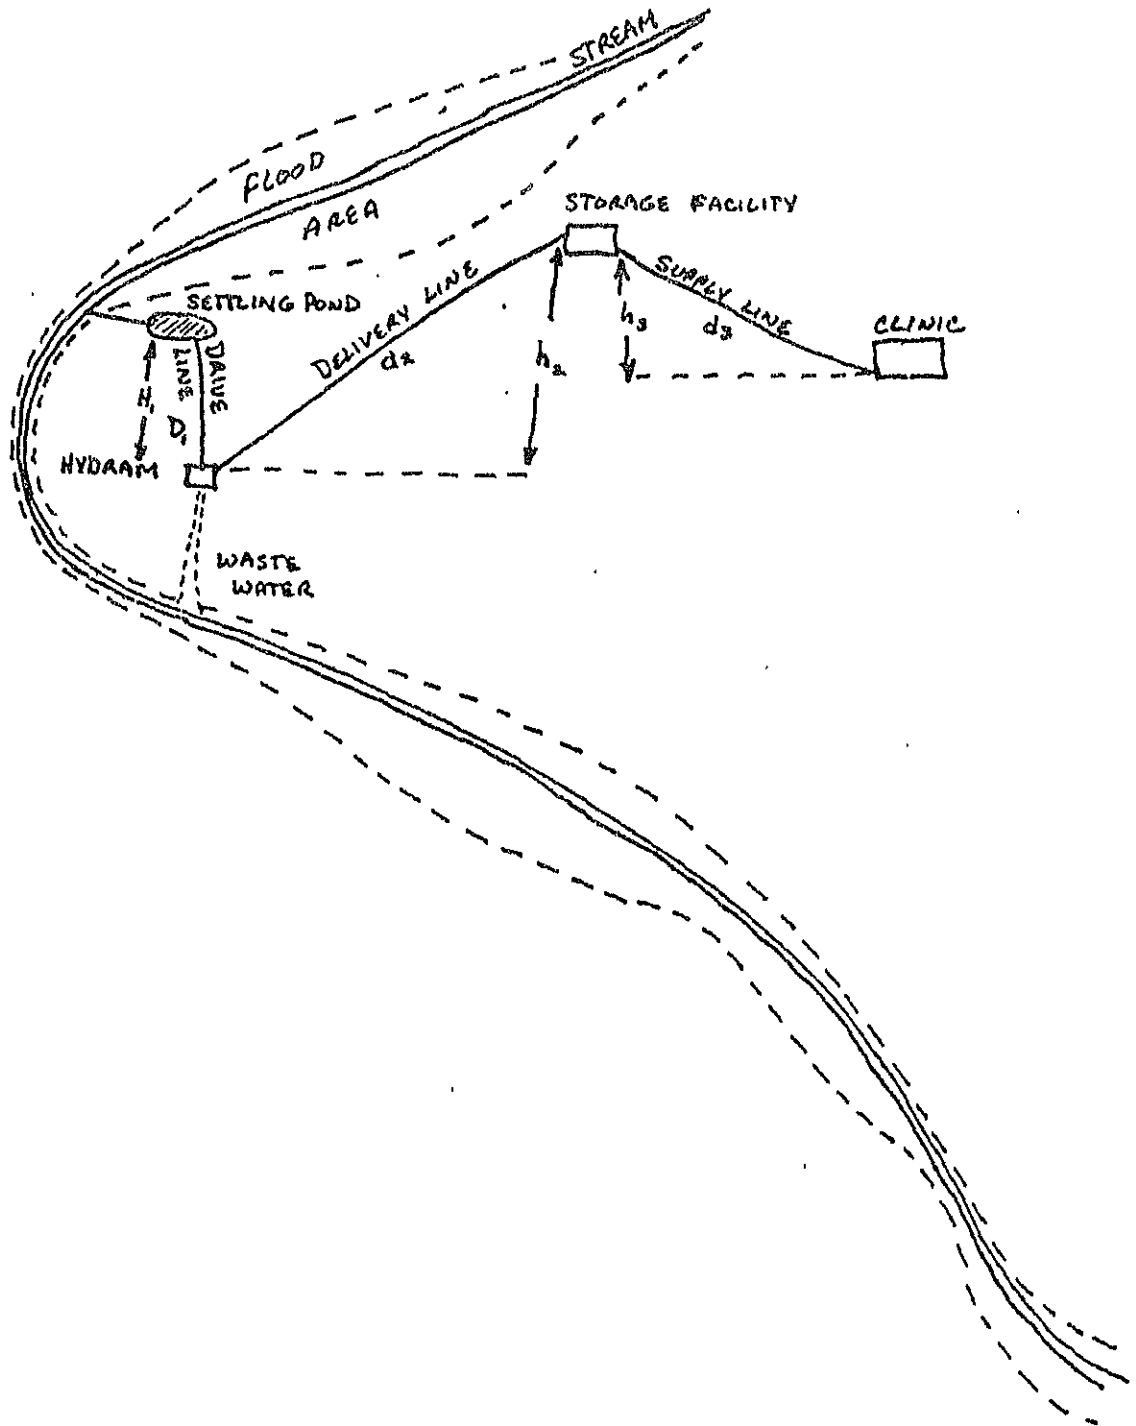 STREAM
FLOOD
AREA
STORAGE FACILITY
SETTLING POND
DELIVERY LINE
d₂
SUPPLY LINE
d₃
h₃
h₂
CLINIC
DRIVE
LINE
H₁
D₁
HYDRAM
WASTE
WATER